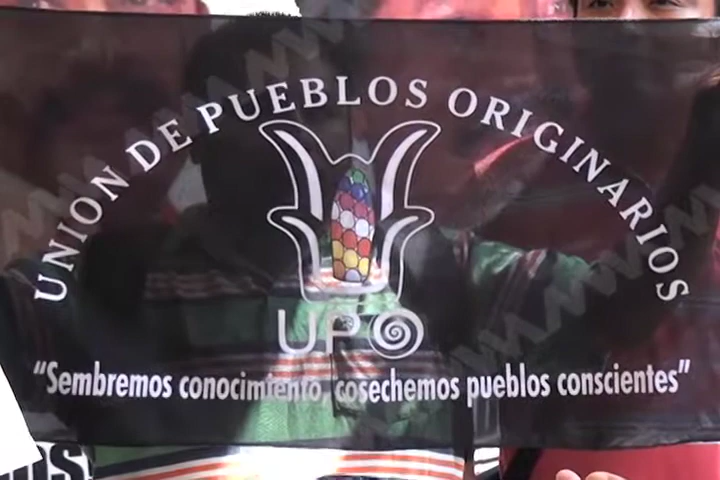 UNION DE PUEBLOS ORIGINARIOS
UPO
“Sembremos conocimiento, cosechemos pueblos conscientes”